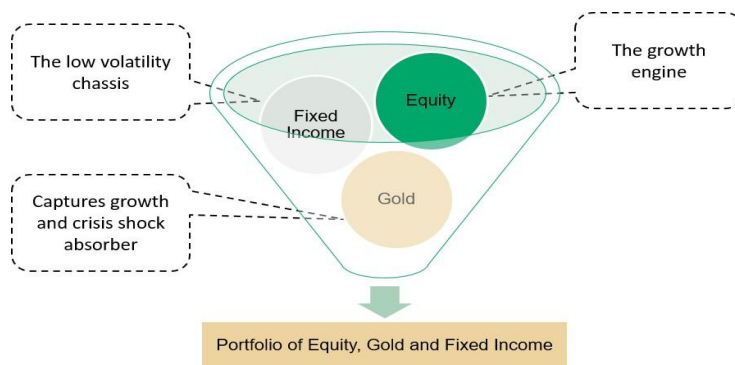 The low volatility
chassis
The growth
engine
Equity
Fixed
Income
Captures growth
and crisis shock
absorber
Gold
Portfolio of Equity, Gold and Fixed Income